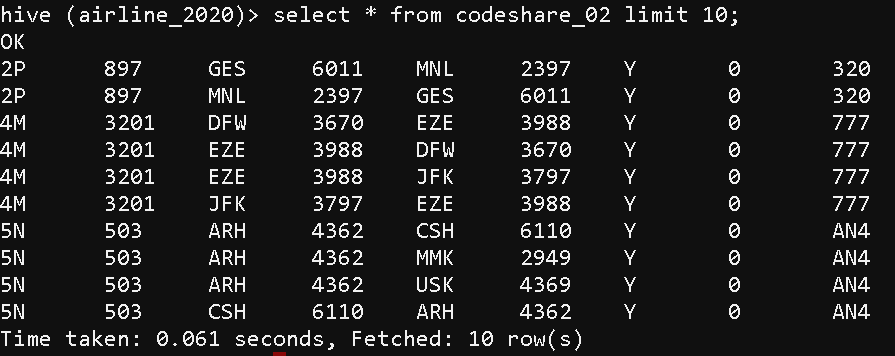 hive (airline_2020)> select * from codeshare_02 limit 10;
OK
2P 897 GES 6011 MNL 2397 Y 0 320
2P 897 MNL 2397 GES 6011 Y 0 320
4M 3201 DFW 3670 EZE 3988 Y 0 777
4M 3201 EZE 3988 DFW 3670 Y 0 777
4M 3201 EZE 3988 JFK 3797 Y 0 777
4M 3201 JFK 3797 EZE 3988 Y 0 777
5N 503 ARH 4362 CSH 6110 Y 0 AN4
5N 503 ARH 4362 MMK 2949 Y 0 AN4
5N 503 ARH 4362 USK 4369 Y 0 AN4
5N 503 CSH 6110 ARH 4362 Y 0 AN4
Time taken: 0.061 seconds, Fetched: 10 row(s)